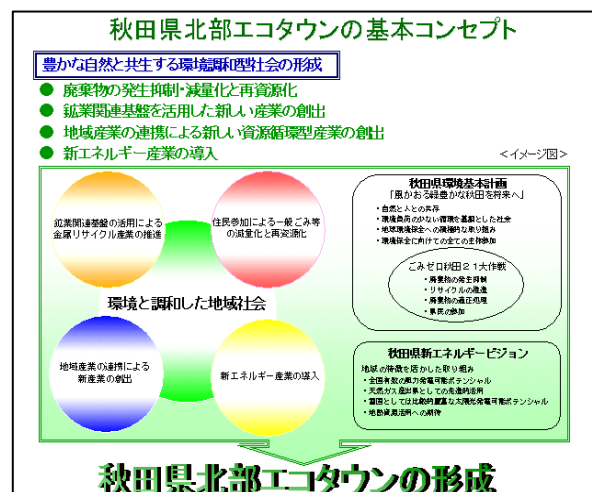 秋田県北部エコタウンの基本コンセプト
豊かな自然と共生する環境調和型社会の形成
● 廃棄物の発生抑制・減量化と再資源化
● 鉱業関連基盤を活用した新しい産業の創出
● 地域産業の連携による新しい資源循環型産業の創出
● 新エネルギー産業の導入
＜イメージ図＞
鉱業関連基盤の活用による
金属リサイクル産業の推進
住民参加による一般ごみ等
の減量化と再資源化
環境と調和した地域社会
地域産業の連携による
新産業の創出
新エネルギー産業の導入
秋田県環境基本計画
「風かおる緑豊かな秋田を将来へ」
・自然と人との共存
・環境負荷の少ない循環を基調とした社会
・地球環境保全への積極的な取り組み
・環境保全に向けての全ての主体参加
ごみゼロ秋田２１大作戦
・廃棄物の発生抑制
・リサイクルの推進
・廃棄物の適正処理
・県民の参加
秋田県新エネルギービジョン
地域の特徴を活かした取り組み
・全国有数の風力発電可能ポテンシャル
・天然ガス産出県としての先進的活用
・雪国としては比較的豊富な太陽光発電可能ポテンシャル
・地熱資源活用への期待
秋田県北部エコタウンの形成